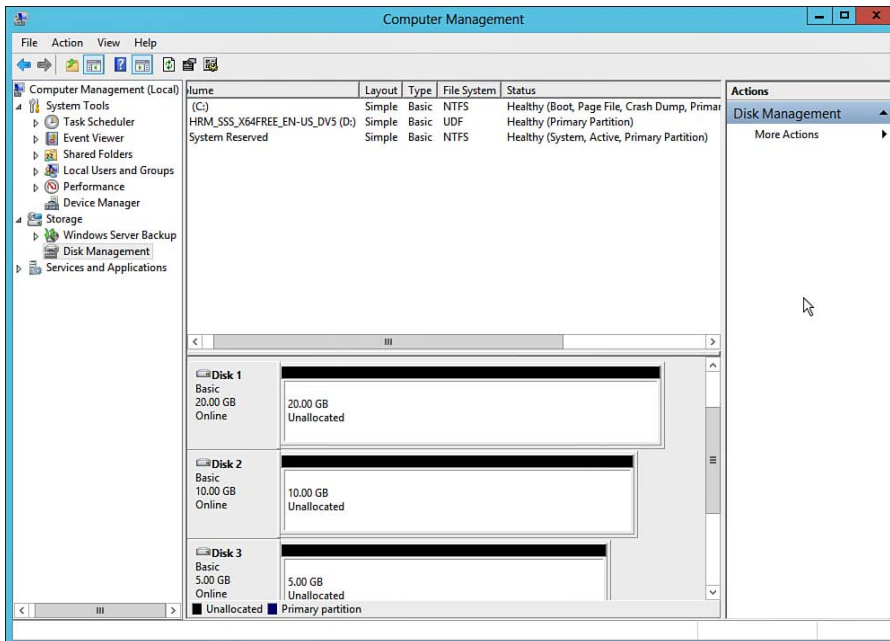 Computer Management
File Action View Help
Computer Management (Local)
System Tools
Task Scheduler
Event Viewer
Shared Folders
Local Users and Groups
Performance
Device Manager
Storage
Windows Server Backup
Disk Management
Services and Applications
lume Layout Type File System Status
(C:) Simple Basic NTFS Healthy (Boot, Page File, Crash Dump, Primar
HRM_SSS_X64FREE_EN-US_DV5 (D:) Simple Basic UDF Healthy (Primary Partition)
System Reserved Simple Basic NTFS Healthy (System, Active, Primary Partition)
Disk 1
Basic
20.00 GB
Online
20.00 GB
Unallocated
Disk 2
Basic
10.00 GB
Online
10.00 GB
Unallocated
Disk 3
Basic
5.00 GB
Online
5.00 GB
Unallocated
Unallocated Primary partition
Actions
Disk Management
More Actions